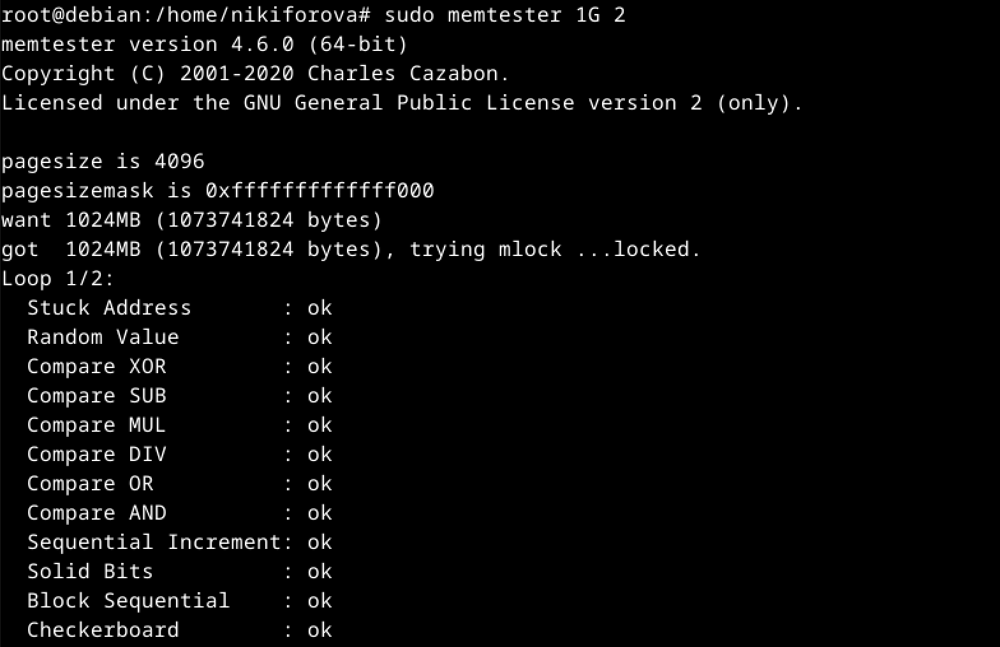 root@debian:/home/nikiforova# sudo memtester 1G 2
memtester version 4.6.0 (64-bit)
Copyright (C) 2001-2020 Charles Cazabon.
Licensed under the GNU General Public License version 2 (only).

pagesize is 4096
pagesizemask is 0xfffffffffffff000
want 1024MB (1073741824 bytes)
got  1024MB (1073741824 bytes), trying mlock ...locked.
Loop 1/2:
  Stuck Address       : ok
  Random Value        : ok
  Compare XOR         : ok
  Compare SUB         : ok
  Compare MUL         : ok
  Compare DIV         : ok
  Compare OR          : ok
  Compare AND         : ok
  Sequential Increment: ok
  Solid Bits          : ok
  Block Sequential    : ok
  Checkerboard        : ok